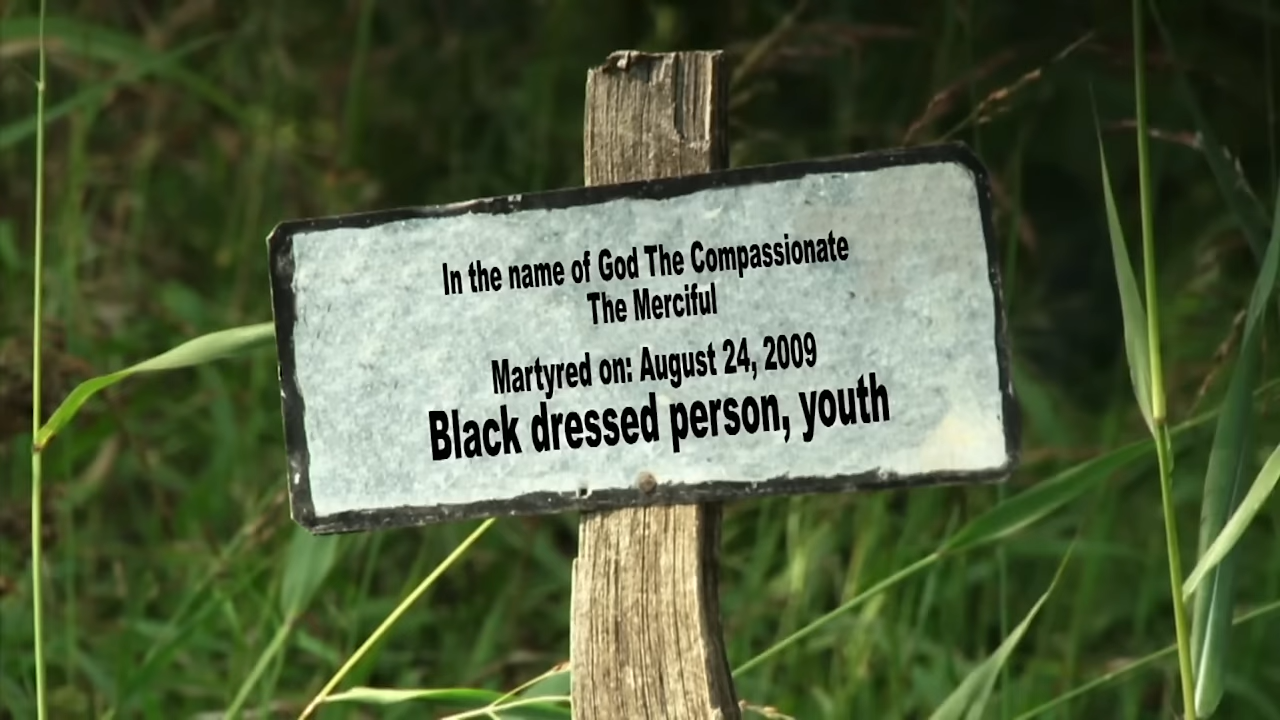 In the name of God The Compassionate
The Merciful
Martyred on: August 24, 2009
Black dressed person, youth